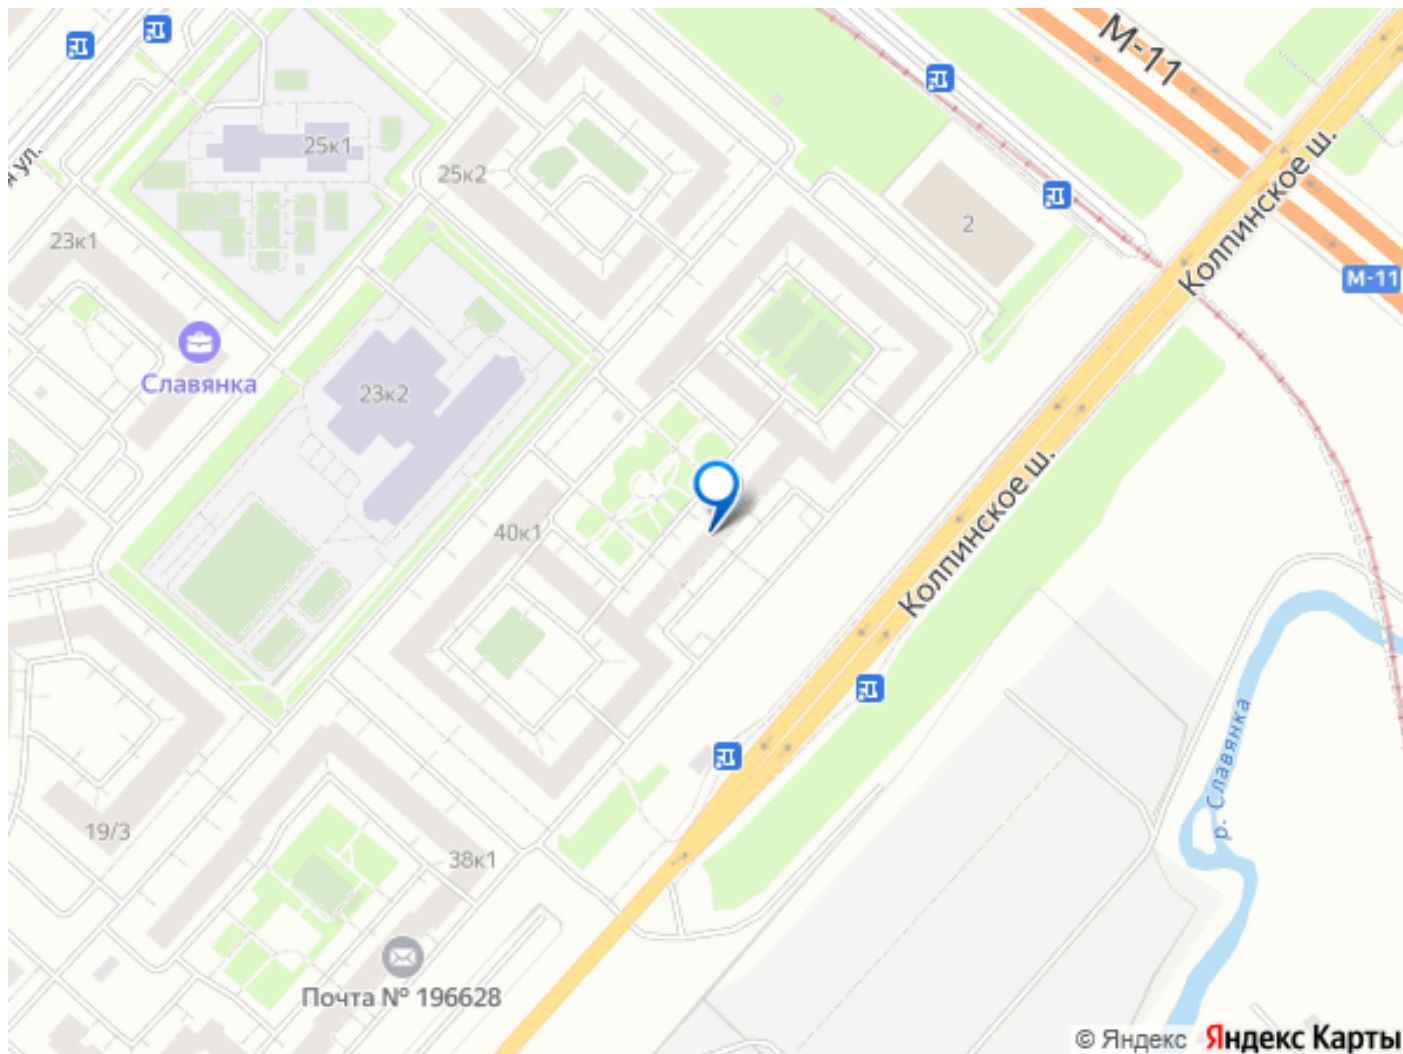 М-11
25к1
я ул.
25к2
Колпинское ш.
2
23к1
М-11
Славянка
23к2
Колпинское ш.
40к1
р. Славянка
19/3
38к1
Почта № 196628
© Яндекс Яндекс Карты